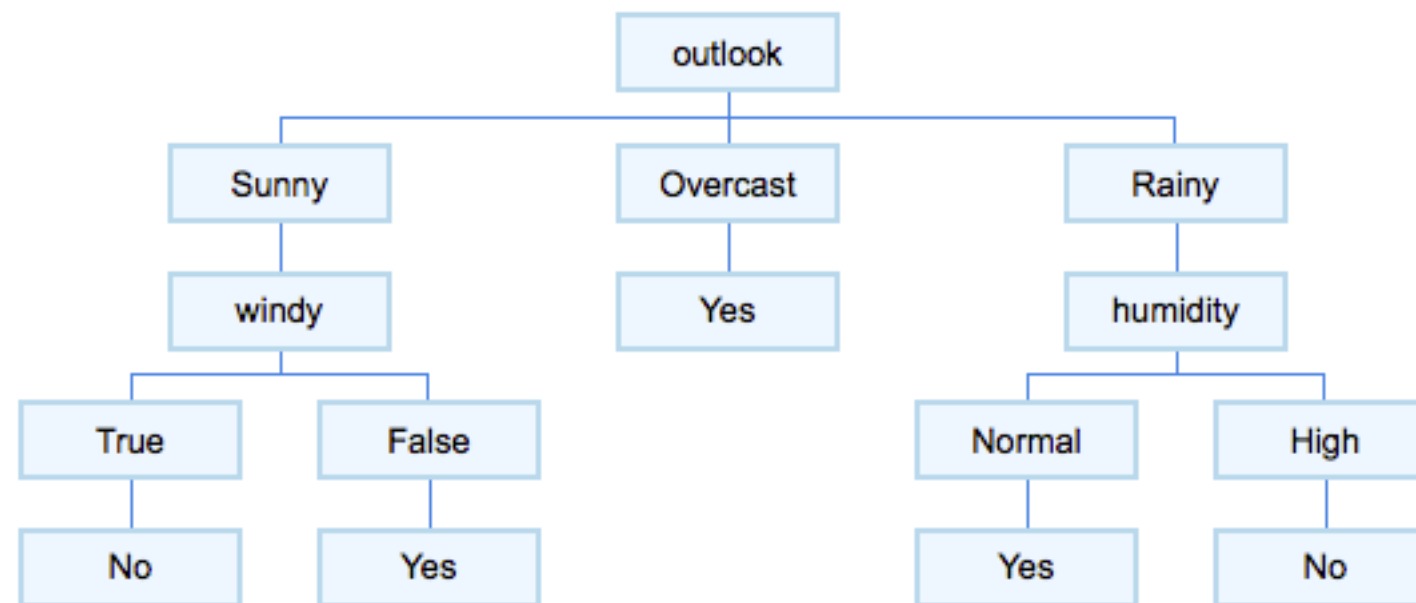 outlook
Sunny
Overcast
Rainy
windy
Yes
humidity
True
False
Normal
High
No
Yes
Yes
No